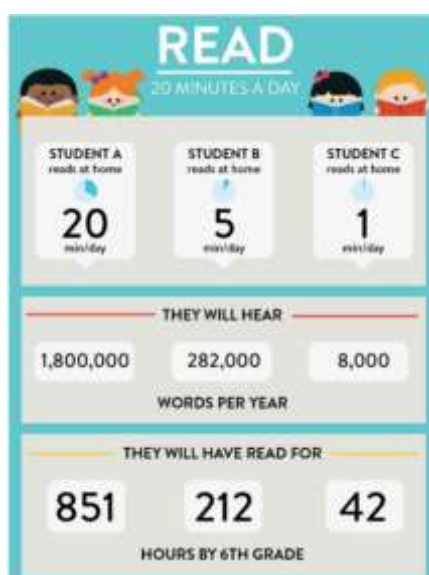 READ
20 MINUTES A DAY
STUDENT A
reads at home
20
min/day
STUDENT B
reads at home
5
min/day
STUDENT C
reads at home
1
min/day
THEY WILL HEAR
1,800,000 282,000 8,000
WORDS PER YEAR
THEY WILL HAVE READ FOR
851 212 42
HOURS BY 6TH GRADE